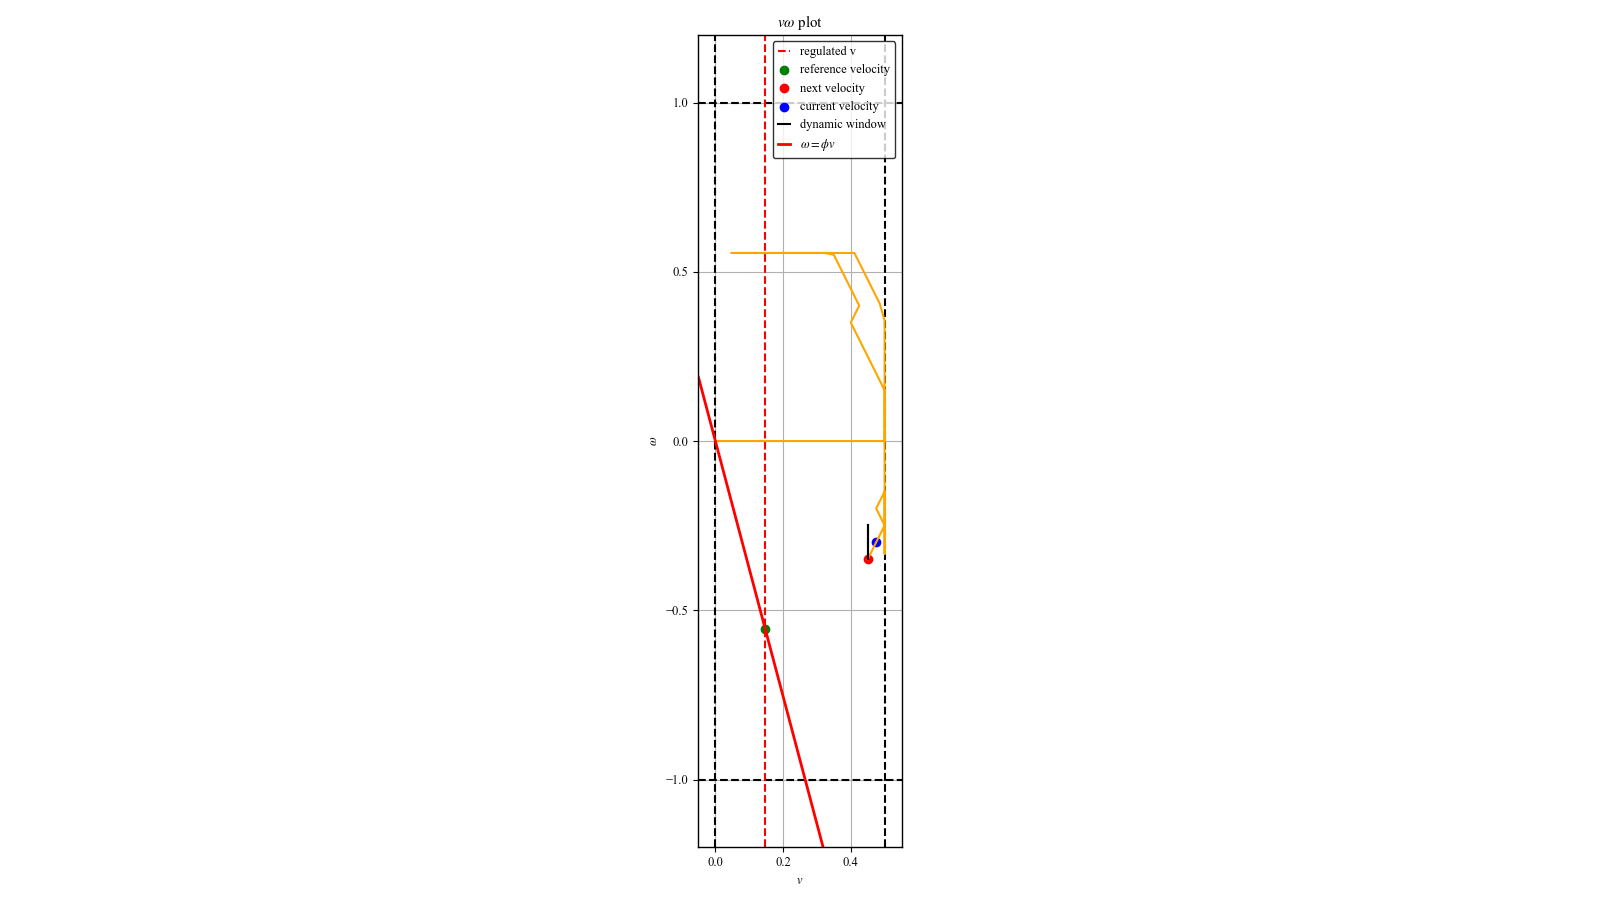 vω plot
regulated v
reference velocity
next velocity
current velocity
dynamic window
ω = ϕv
1.0
0.5
0.0
−0.5
−1.0
ω
0.0 0.2 0.4
v